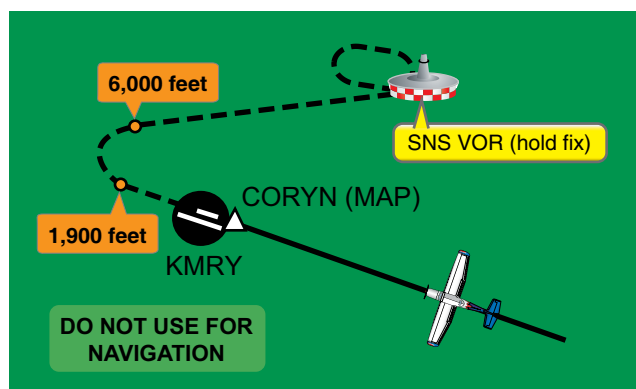 6,000 feet
SNS VOR (hold fix)
CORYN (MAP)
1,900 feet
KMRY
DO NOT USE FOR
NAVIGATION